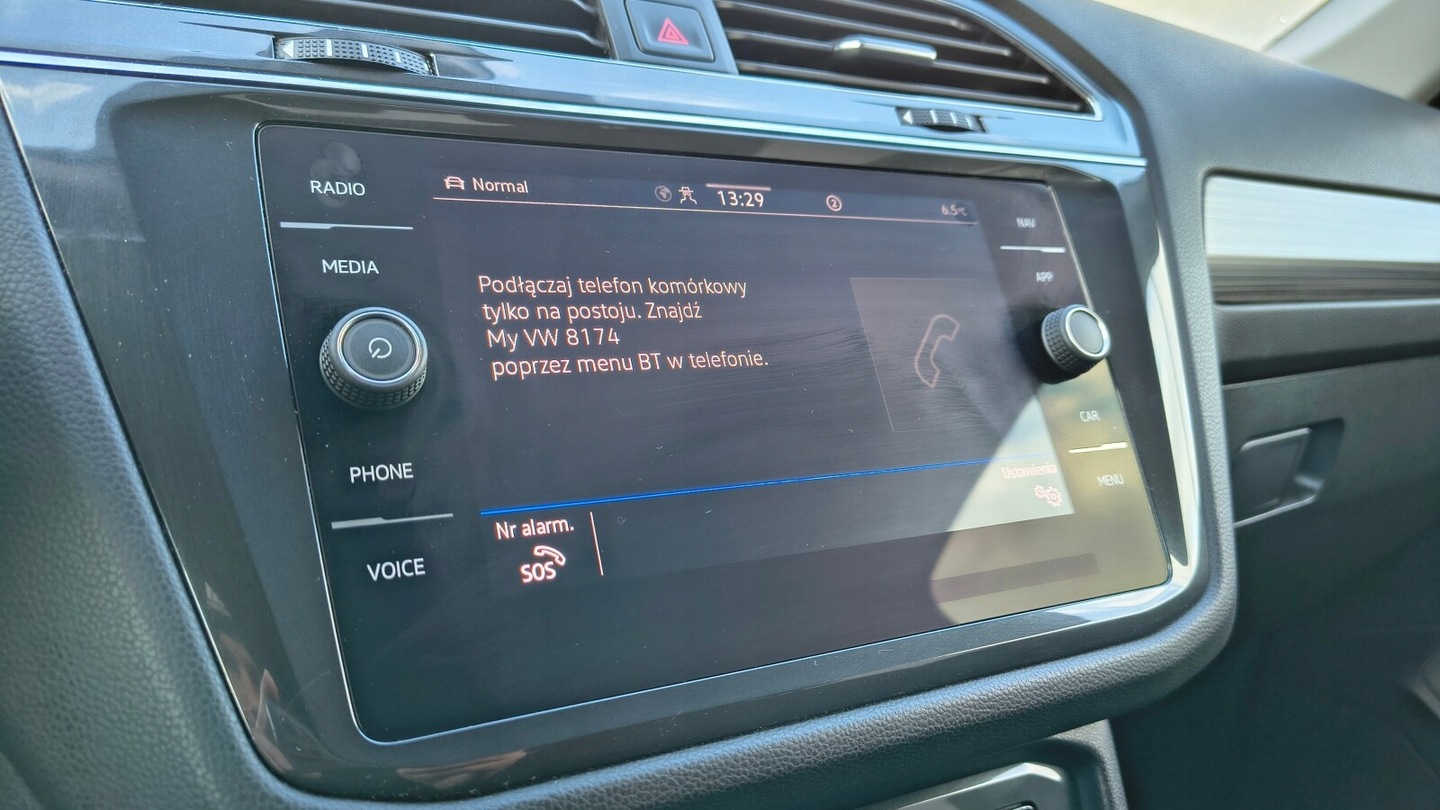 RADIO
MEDIA
PHONE
VOICE
Normal
13:29
2
6.5°C
Podłączaj telefon komórkowy
tylko na postoju. Znajdź
My VW 8174
poprzez menu BT w telefonie.
Nr alarm.
SOS
Ustawienia
NAV
APP
CAR
MENU